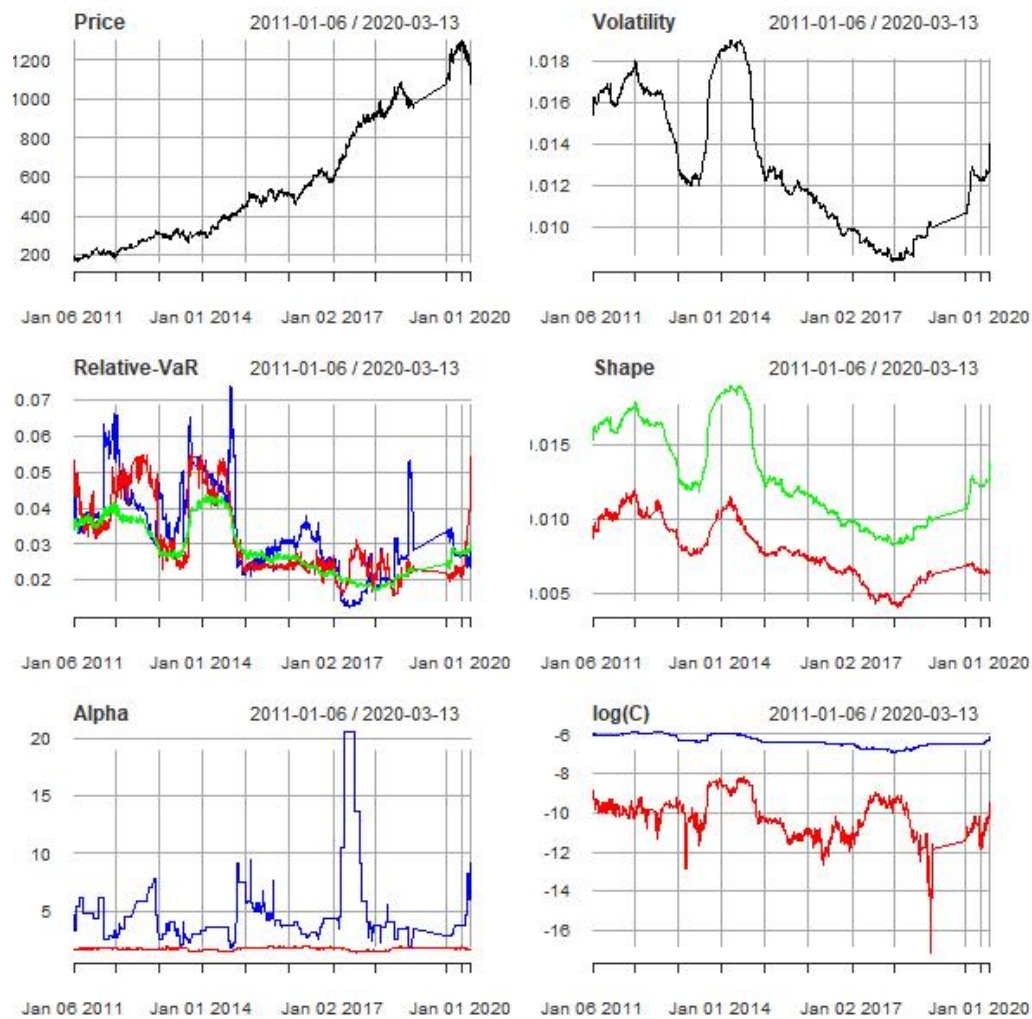 Price 2011-01-06 / 2020-03-13
1200
1000
800
600
400
200
Jan 06 2011 Jan 01 2014 Jan 02 2017 Jan 01 2020
Volatility 2011-01-06 / 2020-03-13
).018
).016
).014
).012
).010
Jan 06 2011 Jan 01 2014 Jan 02 2017 Jan 01 2020
Relative-VaR 2011-01-06 / 2020-03-13
0.07
0.06
0.05
0.04
0.03
0.02
Jan 06 2011 Jan 01 2014 Jan 02 2017 Jan 01 2020
Shape 2011-01-06 / 2020-03-13
).015
).010
).005
Jan 06 2011 Jan 01 2014 Jan 02 2017 Jan 01 2020
Alpha 2011-01-06 / 2020-03-13
20
15
10
5
Jan 06 2011 Jan 01 2014 Jan 02 2017 Jan 01 2020
log(C) 2011-01-06 / 2020-03-13
-6
-8
-10
-12
-14
-16
Jan 06 2011 Jan 01 2014 Jan 02 2017 Jan 01 2020